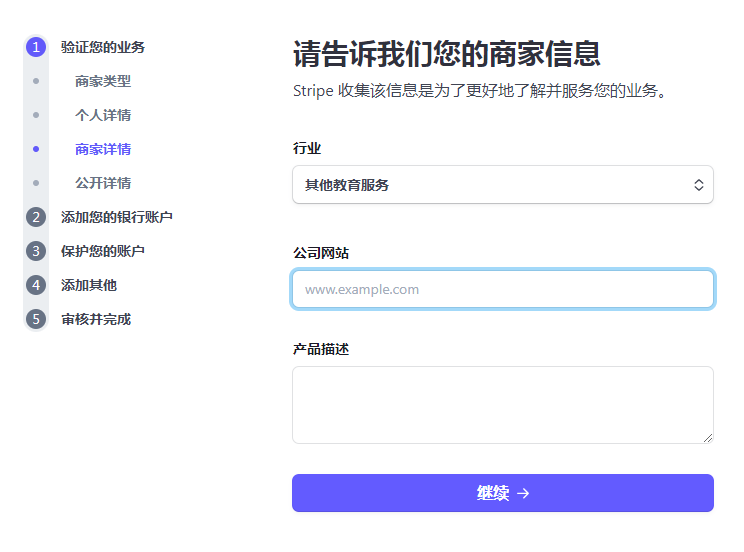 1 验证您的业务
商家类型
个人详情
商家详情
公开详情
2 添加您的银行账户
3 保护您的账户
4 添加其他
5 审核并完成
请告诉我们您的商家信息
Stripe 收集该信息是为了更好地了解并服务您的业务。
行业
其他教育服务
公司网站
www.example.com
产品描述
继续 →